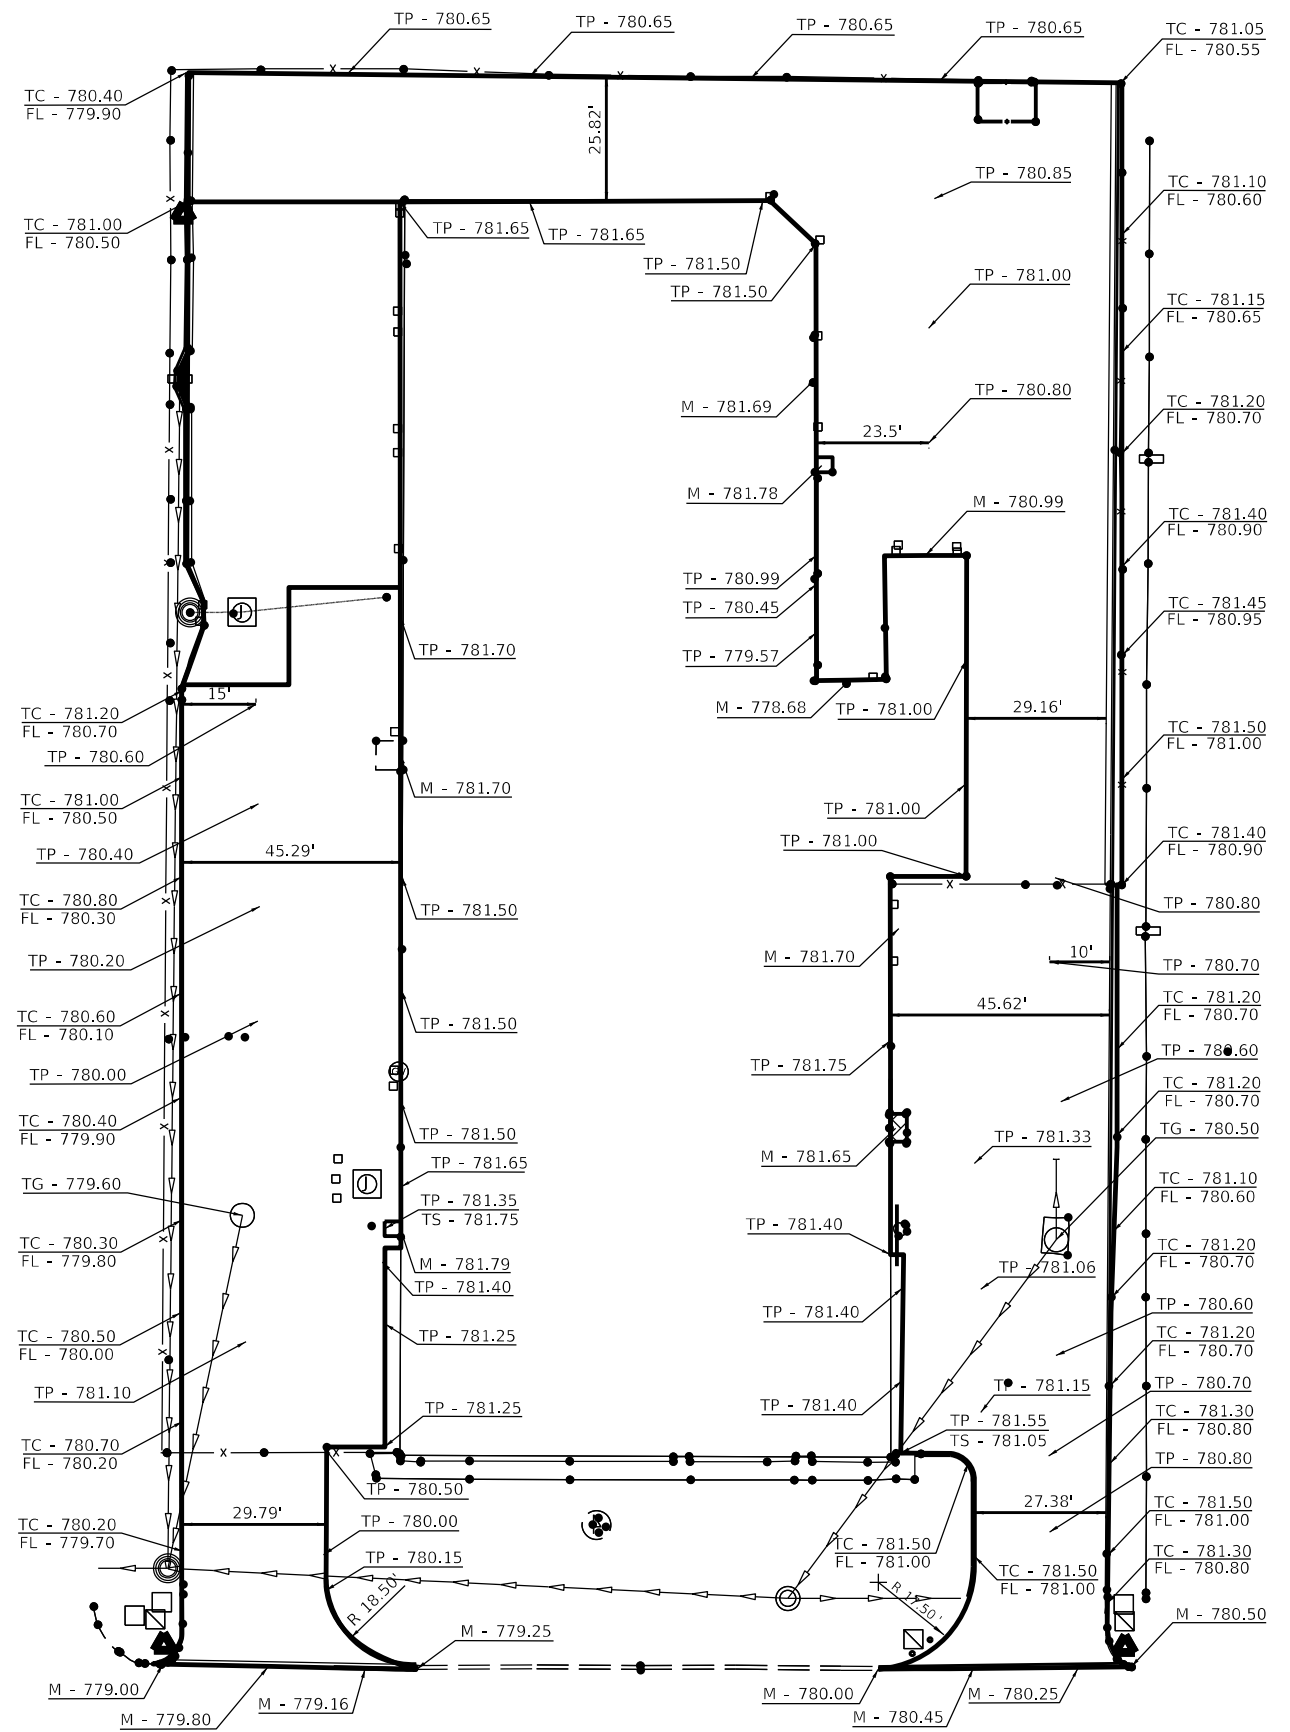 TP - 780.65
TP - 780.65
TP - 780.65
TP - 780.65
TC - 781.05
FL - 780.55
TC - 780.40
FL - 779.90
25.82'
TP - 780.85
TC - 781.10
FL - 780.60
TC - 781.00
FL - 780.50
TP - 781.65
TP - 781.65
TP - 781.50
TP - 781.50
TP - 781.00
TC - 781.15
FL - 780.65
M - 781.69
TP - 780.80
23.5'
TC - 781.20
FL - 780.70
M - 781.78
M - 780.99
TC - 781.40
FL - 780.90
TP - 780.99
TP - 780.45
TC - 781.45
FL - 780.95
J
TP - 781.70
TP - 779.57
15'
M - 778.68
TP - 781.00
29.16'
TC - 781.20
FL - 780.70
TP - 780.60
TC - 781.50
FL - 781.00
TC - 781.00
FL - 780.50
M - 781.70
TP - 781.00
TP - 780.40
45.29'
TP - 781.00
TC - 781.40
FL - 780.90
TC - 780.80
FL - 780.30
TP - 781.50
TP - 780.80
TP - 780.20
M - 781.70
10'
TP - 780.70
TC - 780.60
FL - 780.10
TP - 781.50
45.62'
TC - 781.20
FL - 780.70
TP - 780.00
TP - 781.75
TP - 780.60
TC - 780.40
FL - 779.90
TP - 781.50
TP - 781.33
TC - 781.20
FL - 780.70
TG - 780.50
TP - 781.65
M - 781.65
TG - 779.60
J
TP - 781.35
TS - 781.75
TC - 781.10
FL - 780.60
TP - 781.40
TC - 780.30
FL - 779.80
M - 781.79
TP - 781.40
TP - 781.06
TC - 781.20
FL - 780.70
TP - 781.40
TP - 780.60
TC - 780.50
FL - 780.00
TP - 781.25
TC - 781.20
FL - 780.70
TP - 781.10
TP - 781.15
TP - 780.70
TP - 781.25
TP - 781.40
TP - 781.55
TS - 781.05
TC - 781.30
FL - 780.80
TC - 780.70
FL - 780.20
TP - 780.80
TP - 780.50
29.79'
27.38'
TC - 781.50
FL - 781.00
TC - 780.20
FL - 779.70
TP - 780.00
TP - 780.15
TC - 781.50
FL - 781.00
TC - 781.30
FL - 780.80
TC - 781.50
FL - 781.00
R 18.50'
R 17.50'
M - 780.50
M - 779.25
M - 779.00
M - 779.16
M - 779.80
M - 780.00
M - 780.25
M - 780.45